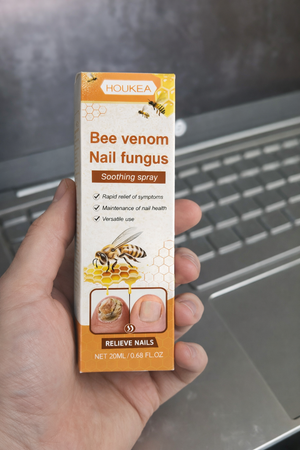 HOUKEA
Bee venom
Nail fungus
Soothing spray
Rapid relief of symptoms
Maintenance of nail health
Versatile use
RELIEVE NAILS
NET 20ML / 0.68 FL.OZ